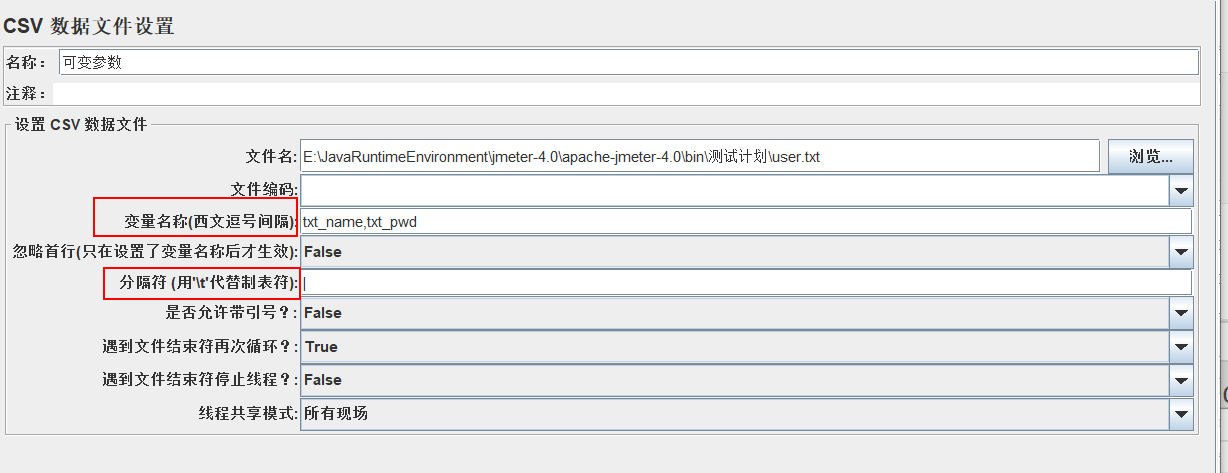 CSV 数据文件设置
名称： 可变参数
注释：
设置 CSV 数据文件
文件名: E:\JavaRuntimeEnvironment\jmeter-4.0\apache-jmeter-4.0\bin\测试计划\user.txt 浏览...
文件编码:
变量名称(西文逗号间隔): txt_name,txt_pwd
忽略首行(只在设置了变量名称后才生效): False
分隔符 (用'\t'代替制表符): |
是否允许带引号？: False
遇到文件结束符再次循环？: True
遇到文件结束符停止线程？: False
线程共享模式: 所有现场